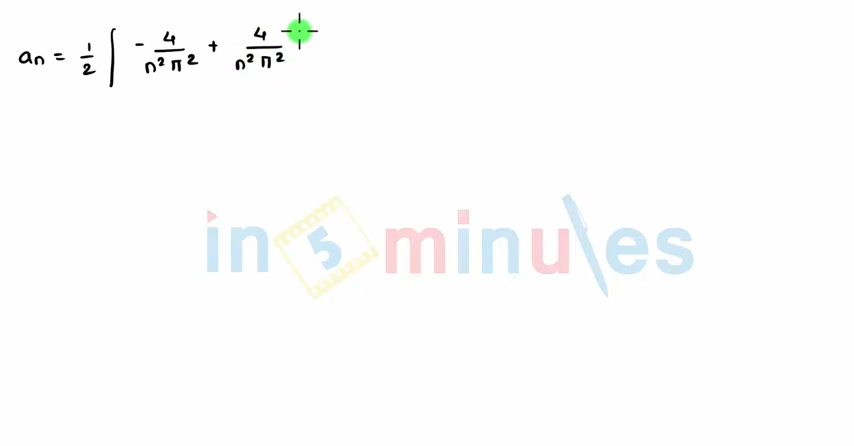 an = 1/2 [ - 4/n²π² + 4/n²π²
in 5 minutes